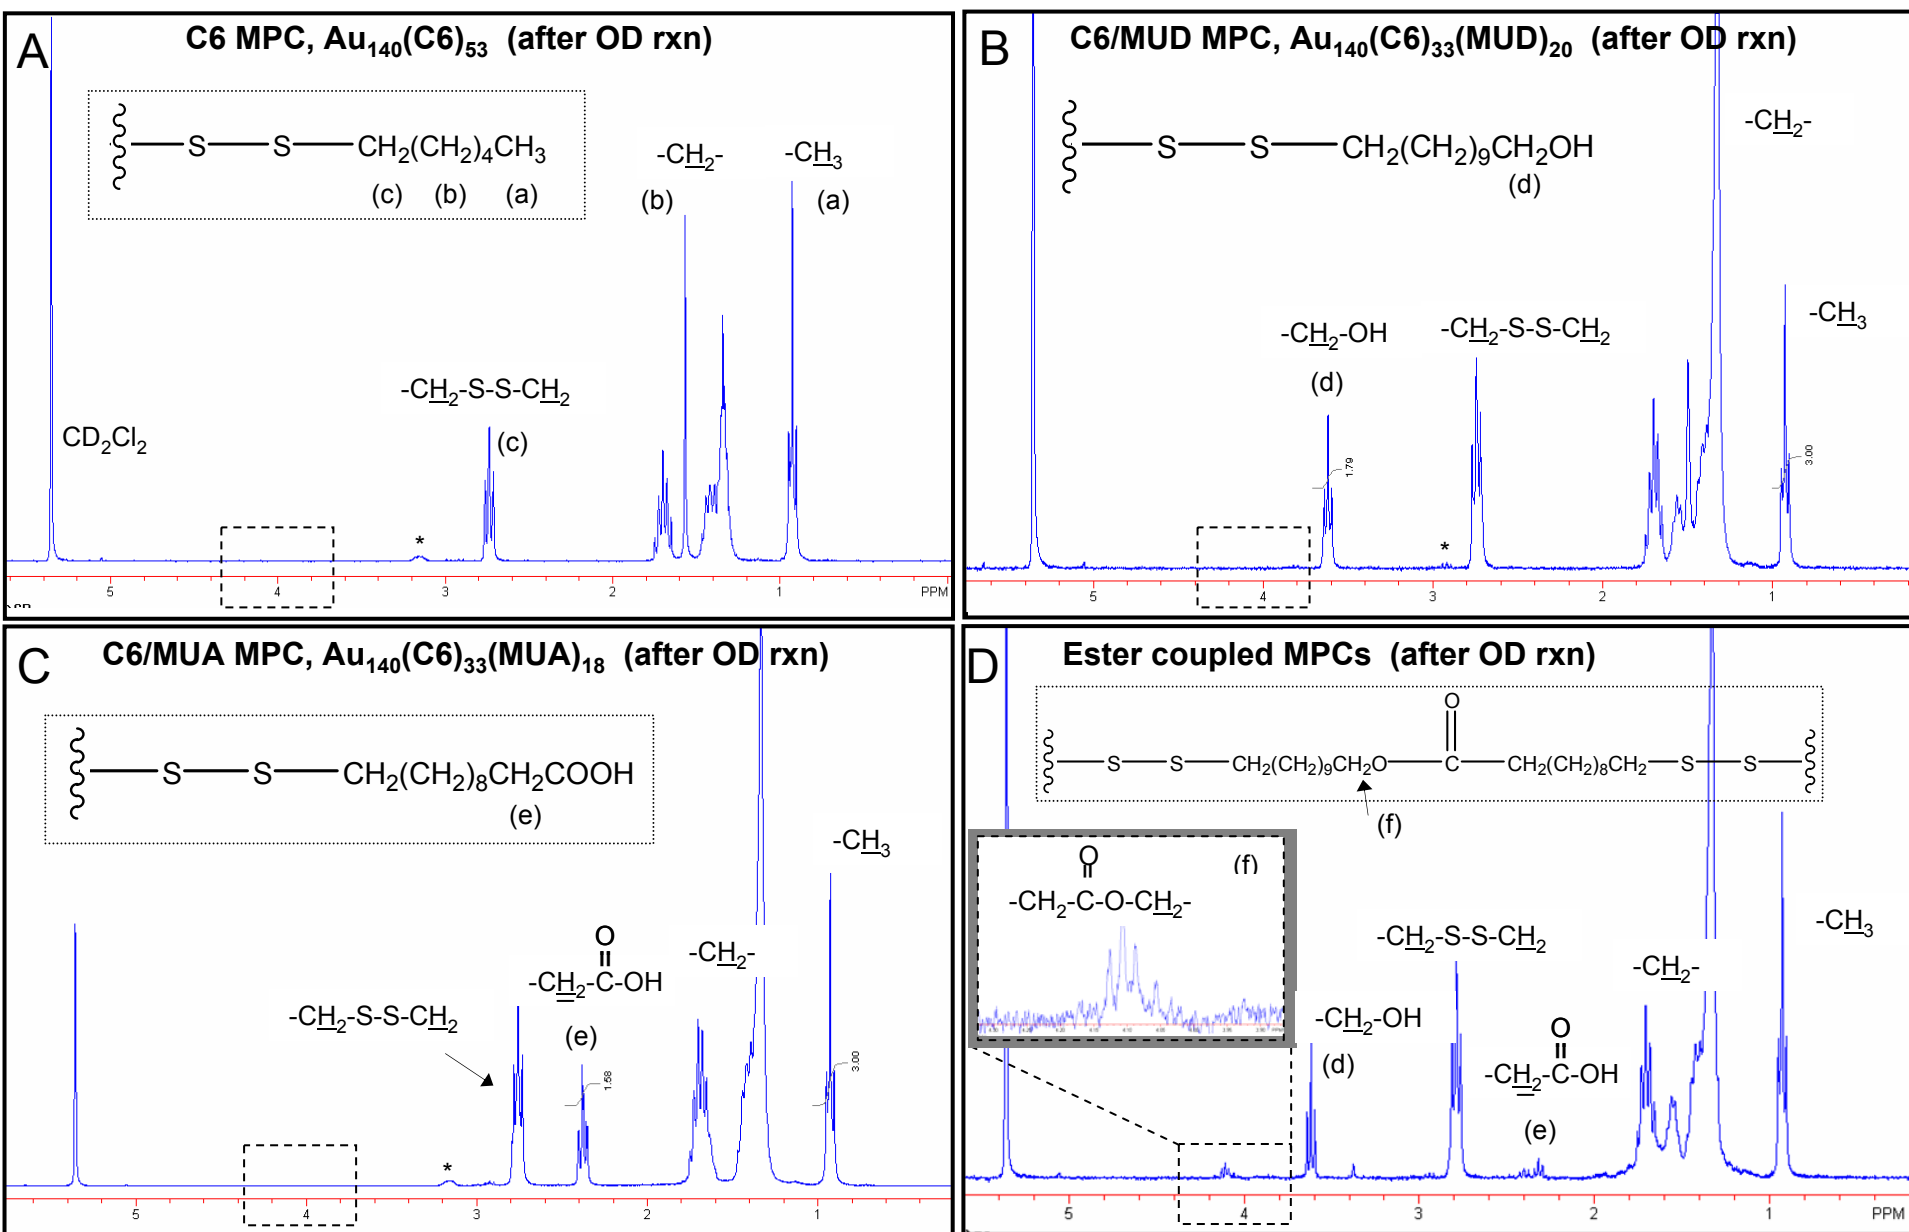 A
C6 MPC, Au140(C6)53 (after OD rxn)
S S CH2(CH2)4CH3
(c) (b) (a)
-CH2-
(b)
-CH3
(a)
-CH2-S-S-CH2
(c)
CD2Cl2
*
5 4 3 2 1 PPM
B
C6/MUD MPC, Au140(C6)33(MUD)20 (after OD rxn)
S S CH2(CH2)9CH2OH
(d)
-CH2-
-CH2-OH
(d)
-CH2-S-S-CH2
-CH3
1.79
3.00
*
5 4 3 2 1
C
C6/MUA MPC, Au140(C6)33(MUA)18 (after OD rxn)
S S CH2(CH2)8CH2COOH
(e)
-CH3
O
-CH2-C-OH
(e)
-CH2-
-CH2-S-S-CH2
1.58
3.00
*
5 4 3 2 1
D
Ester coupled MPCs (after OD rxn)
O
S S CH2(CH2)9CH2O C CH2(CH2)8CH2 S S
(f)
O
(f)
-CH2-C-O-CH2-
-CH2-OH
(d)
-CH2-S-S-CH2
O
-CH2-C-OH
(e)
-CH2-
-CH3
5 4 3 2 1 PPM